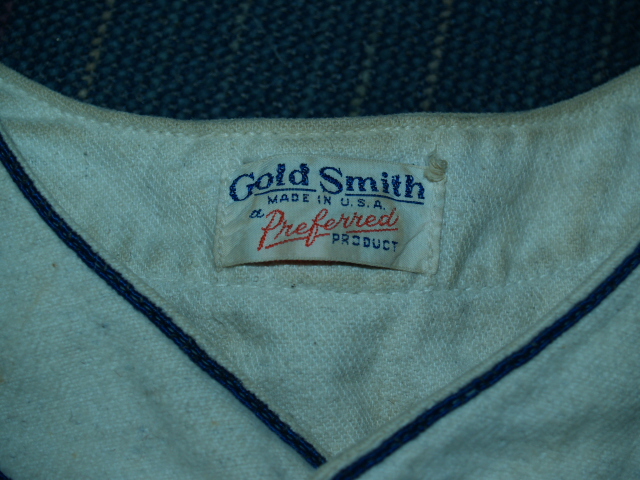 Gold Smith
MADE IN U.S.A.
a Preferred
PRODUCT